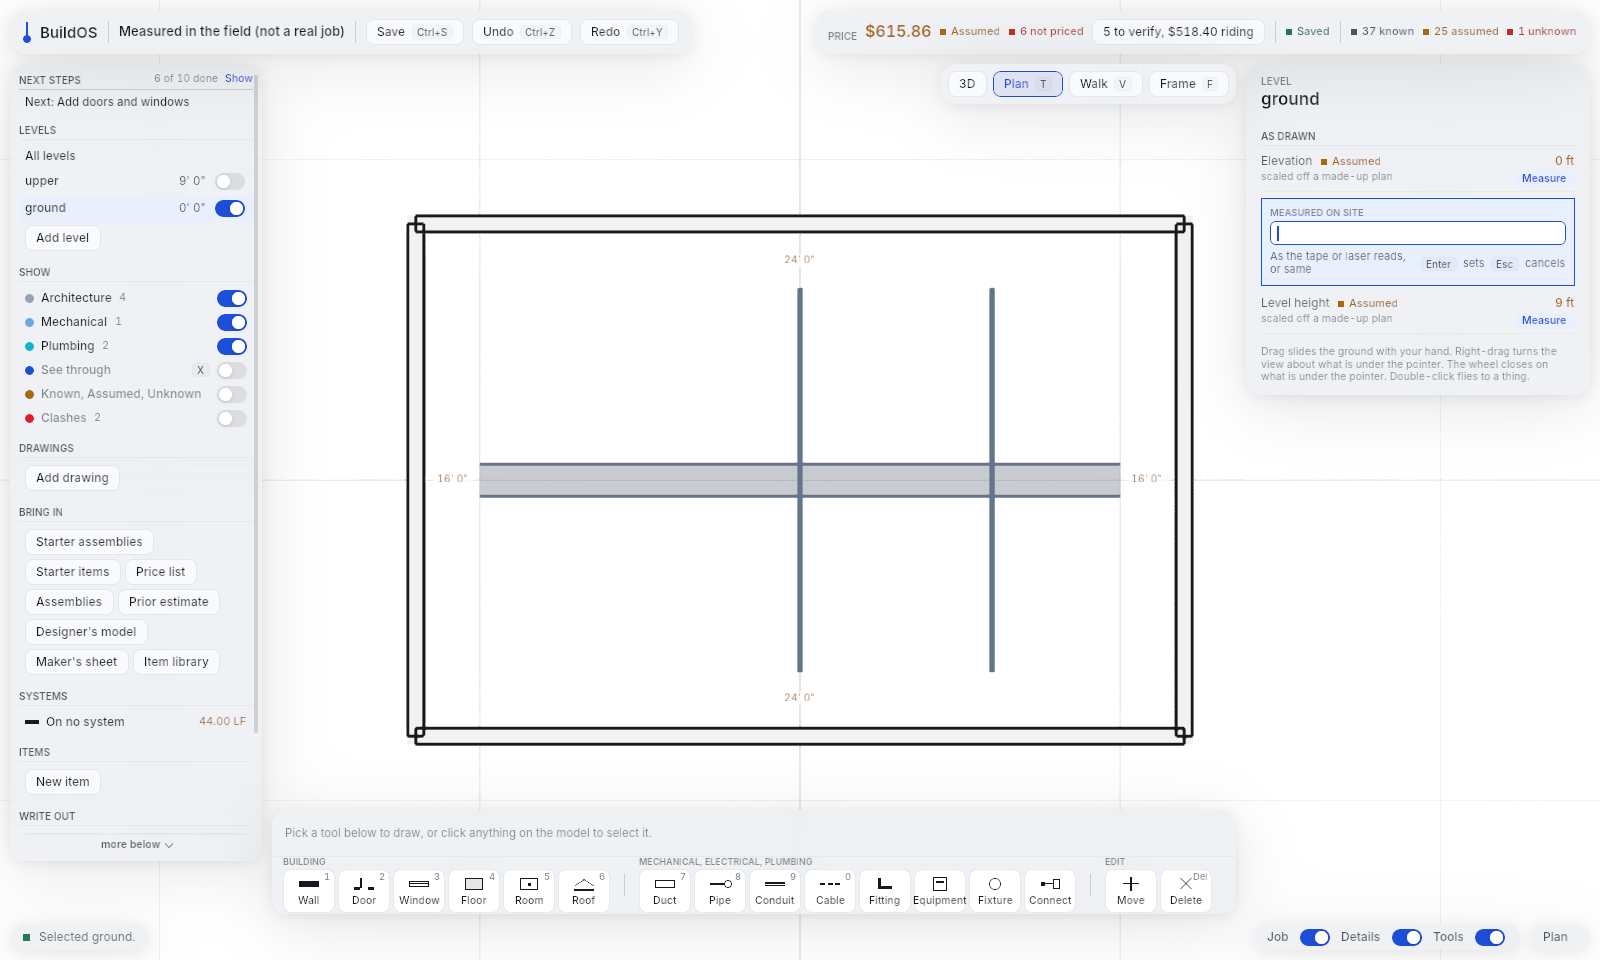 BuildOS
Measured in the field (not a real job)
Save Ctrl+S
Undo Ctrl+Z
Redo Ctrl+Y
PRICE $615.86 Assumed 6 not priced
5 to verify, $518.40 riding
Saved
37 known 25 assumed 1 unknown
3D
Plan T
Walk V
Frame F
NEXT STEPS 6 of 10 done Show
Next: Add doors and windows
LEVELS
All levels
upper 9' 0"
ground 0' 0"
Add level
SHOW
Architecture 4
Mechanical 1
Plumbing 2
See through X
Known, Assumed, Unknown
Clashes 2
DRAWINGS
Add drawing
BRING IN
Starter assemblies
Starter items Price list
Assemblies Prior estimate
Designer's model
Maker's sheet Item library
SYSTEMS
On no system 44.00 LF
ITEMS
New item
WRITE OUT
more below
24' 0"
16' 0"
16' 0"
24' 0"
LEVEL
ground
AS DRAWN
Elevation Assumed 0 ft
scaled off a made-up plan Measure
MEASURED ON SITE
As the tape or laser reads,
or same
Enter sets Esc cancels
Level height Assumed 9 ft
scaled off a made-up plan Measure
Drag slides the ground with your hand. Right-drag turns the
view about what is under the pointer. The wheel closes on
what is under the pointer. Double-click flies to a thing.
Pick a tool below to draw, or click anything on the model to select it.
BUILDING
Wall 1
Door 2
Window 3
Floor 4
Room 5
Roof 6
MECHANICAL, ELECTRICAL, PLUMBING
Duct 7
Pipe 8
Conduit 9
Cable 0
Fitting
Equipment
Fixture
Connect
EDIT
Move
Delete Del
Selected ground.
Job Details Tools Plan